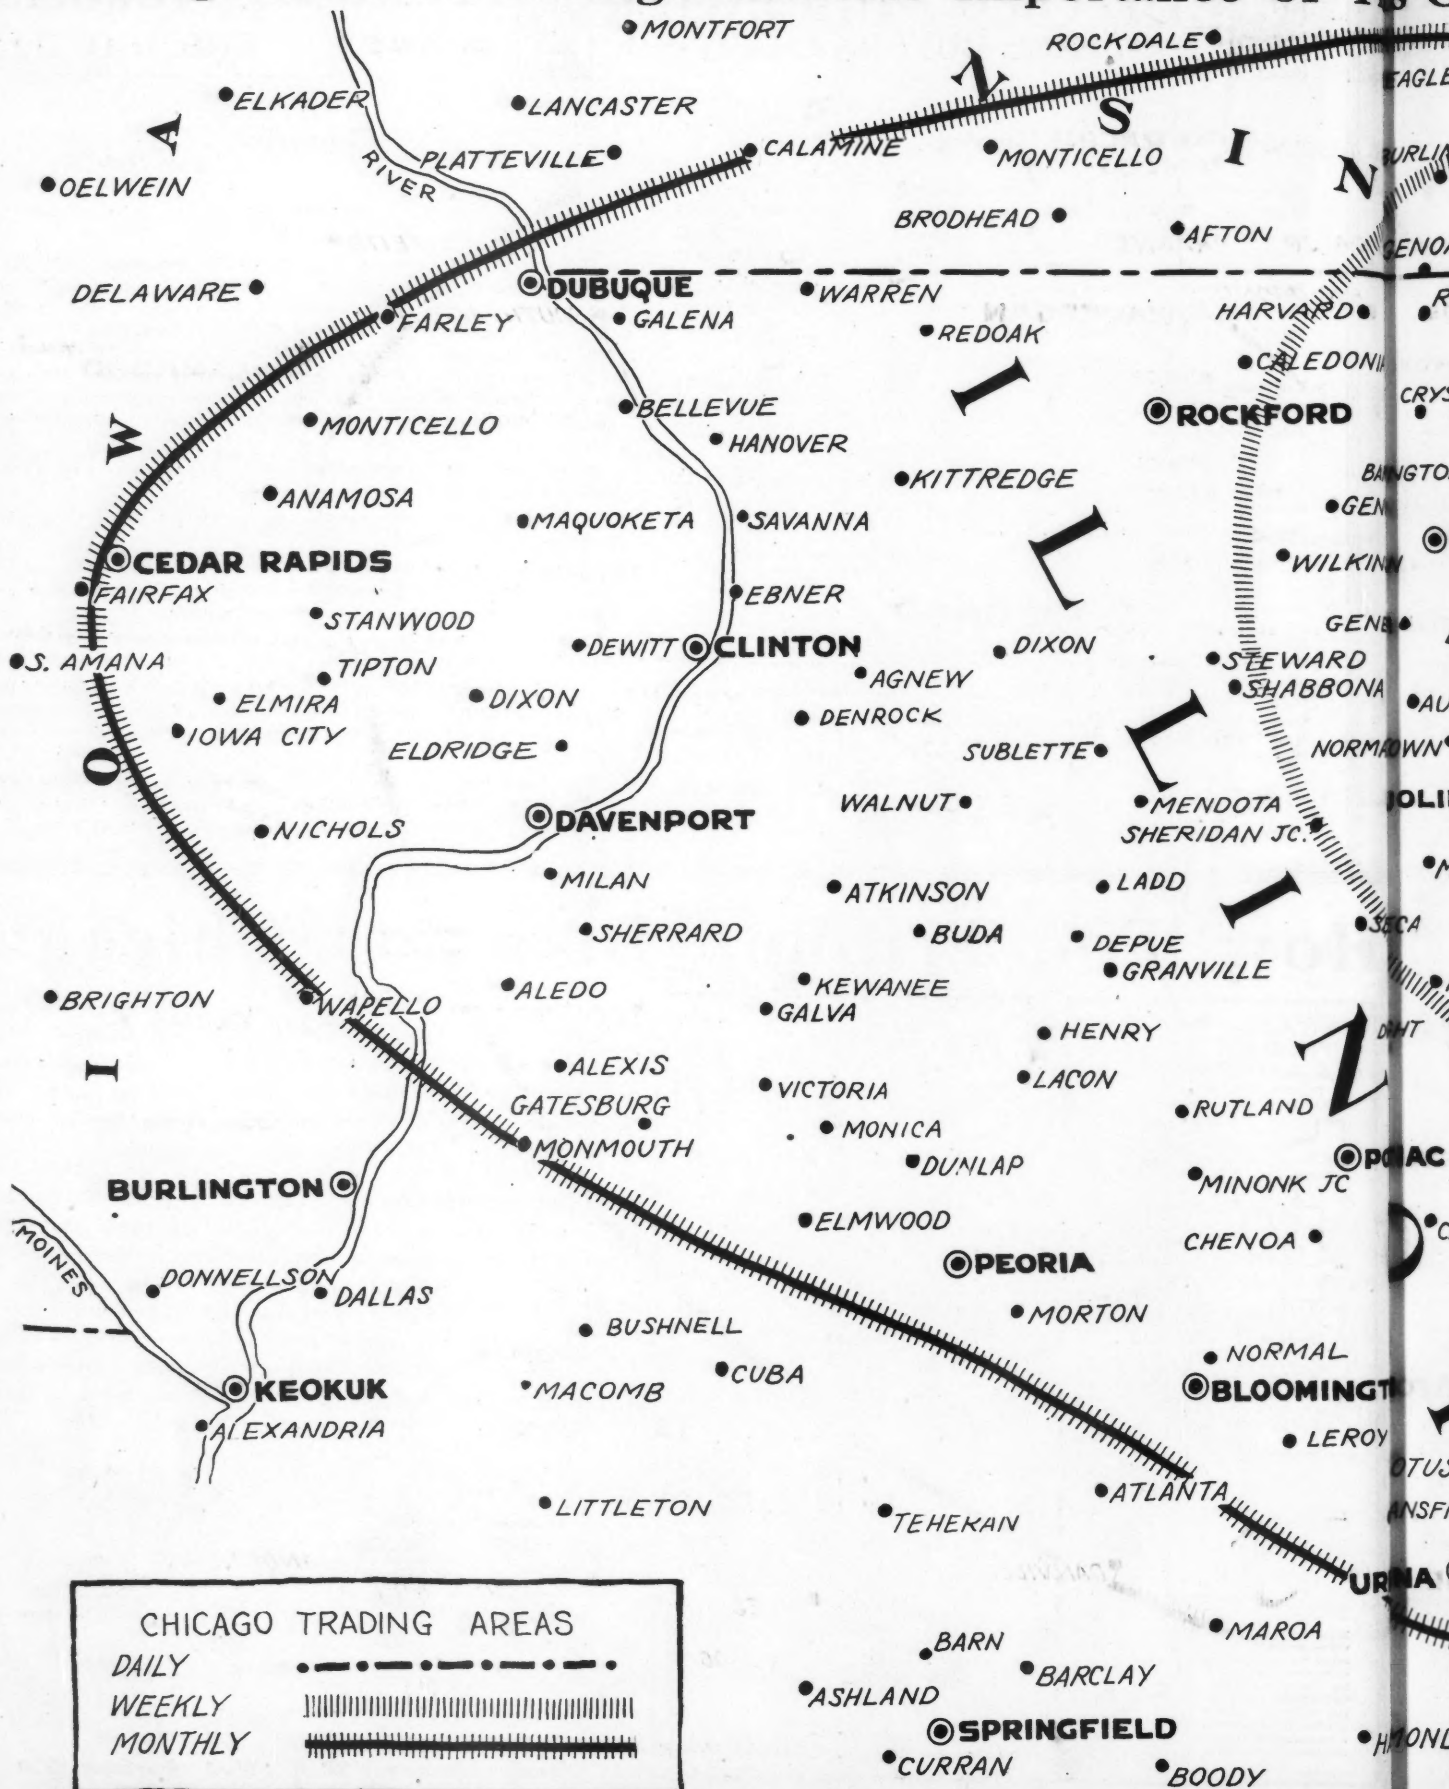 MONTFORT
ROCKDALE
ELKADER
LANCASTER
A
N
S
I
N
PLATTEVILLE
CALAMINE
MONTICELLO
RIVER
OELWEIN
BRODHEAD
AFTON
DUBUQUE
DELAWARE
WARREN
FARLEY
GALENA
REDOAK
HARVARD
CALEDONI
I
BELLEVUE
ROCKFORD
W
MONTICELLO
HANOVER
KITTREDGE
ANAMOSA
MAQUOKETA
SAVANNA
L
CEDAR RAPIDS
FAIRFAX
STANWOOD
EBNER
DEWITT
CLINTON
DIXON
S. AMANA
TIPTON
STEWARD
ELMIRA
DIXON
AGNEW
SHABBONA
IOWA CITY
DENROCK
L
O
ELDRIDGE
SUBLETTE
WALNUT
MENDOTA
NICHOLS
DAVENPORT
SHERIDAN JC.
MILAN
ATKINSON
LADD
I
SHERRARD
BUDA
DEPUE
GRANVILLE
BRIGHTON
WAPELLO
ALEDO
KEWANEE
GALVA
HENRY
N
I
ALEXIS
VICTORIA
LACON
GATESBURG
RUTLAND
MONMOUTH
MONICA
DUNLAP
BURLINGTON
MINONK JC
MOINES
ELMWOOD
CHENOA
O
PEORIA
DONNELLSON
DALLAS
MORTON
BUSHNELL
NORMAL
KEOKUK
MACOMB
CUBA
BLOOMINGT
ALEXANDRIA
LEROY
LITTLETON
TEHEKAN
ATLANTA
MAROA
BARN
BARCLAY
ASHLAND
SPRINGFIELD
CURRAN
BOODY
CHICAGO TRADING AREAS
DAILY
WEEKLY
MONTHLY